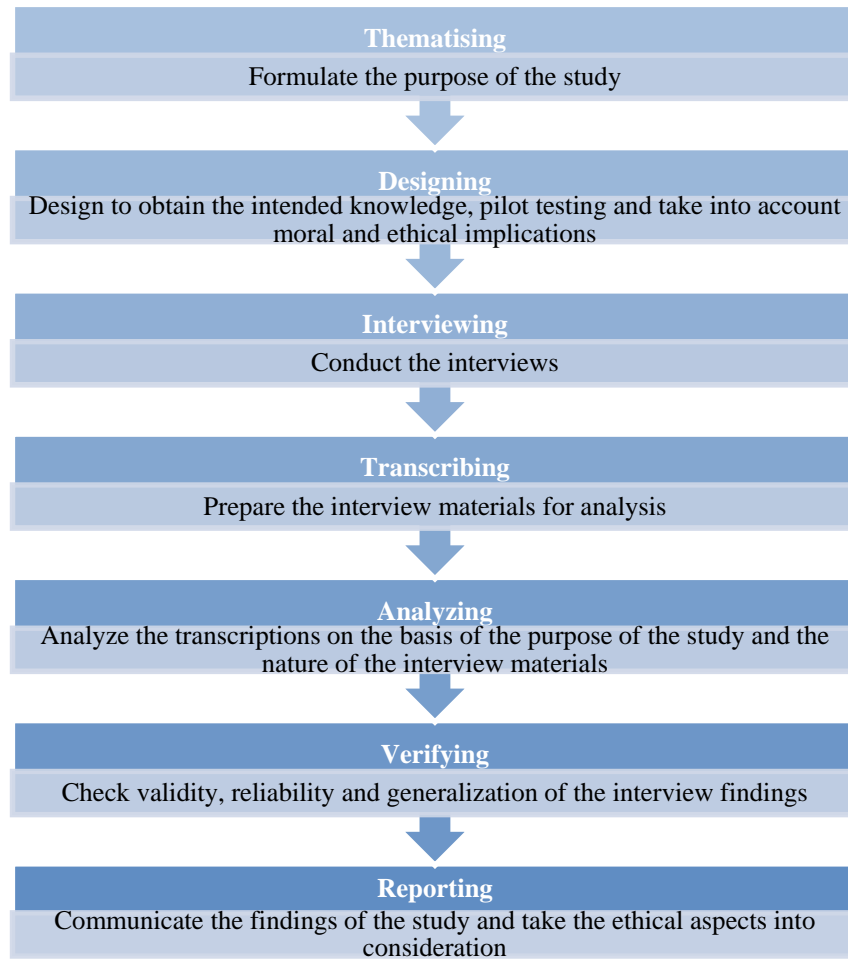 Thematising
Formulate the purpose of the study
Designing
Design to obtain the intended knowledge, pilot testing and take into account
moral and ethical implications
Interviewing
Conduct the interviews
Transcribing
Prepare the interview materials for analysis
Analyzing
Analyze the transcriptions on the basis of the purpose of the study and the
nature of the interview materials
Verifying
Check validity, reliability and generalization of the interview findings
Reporting
Communicate the findings of the study and take the ethical aspects into
consideration